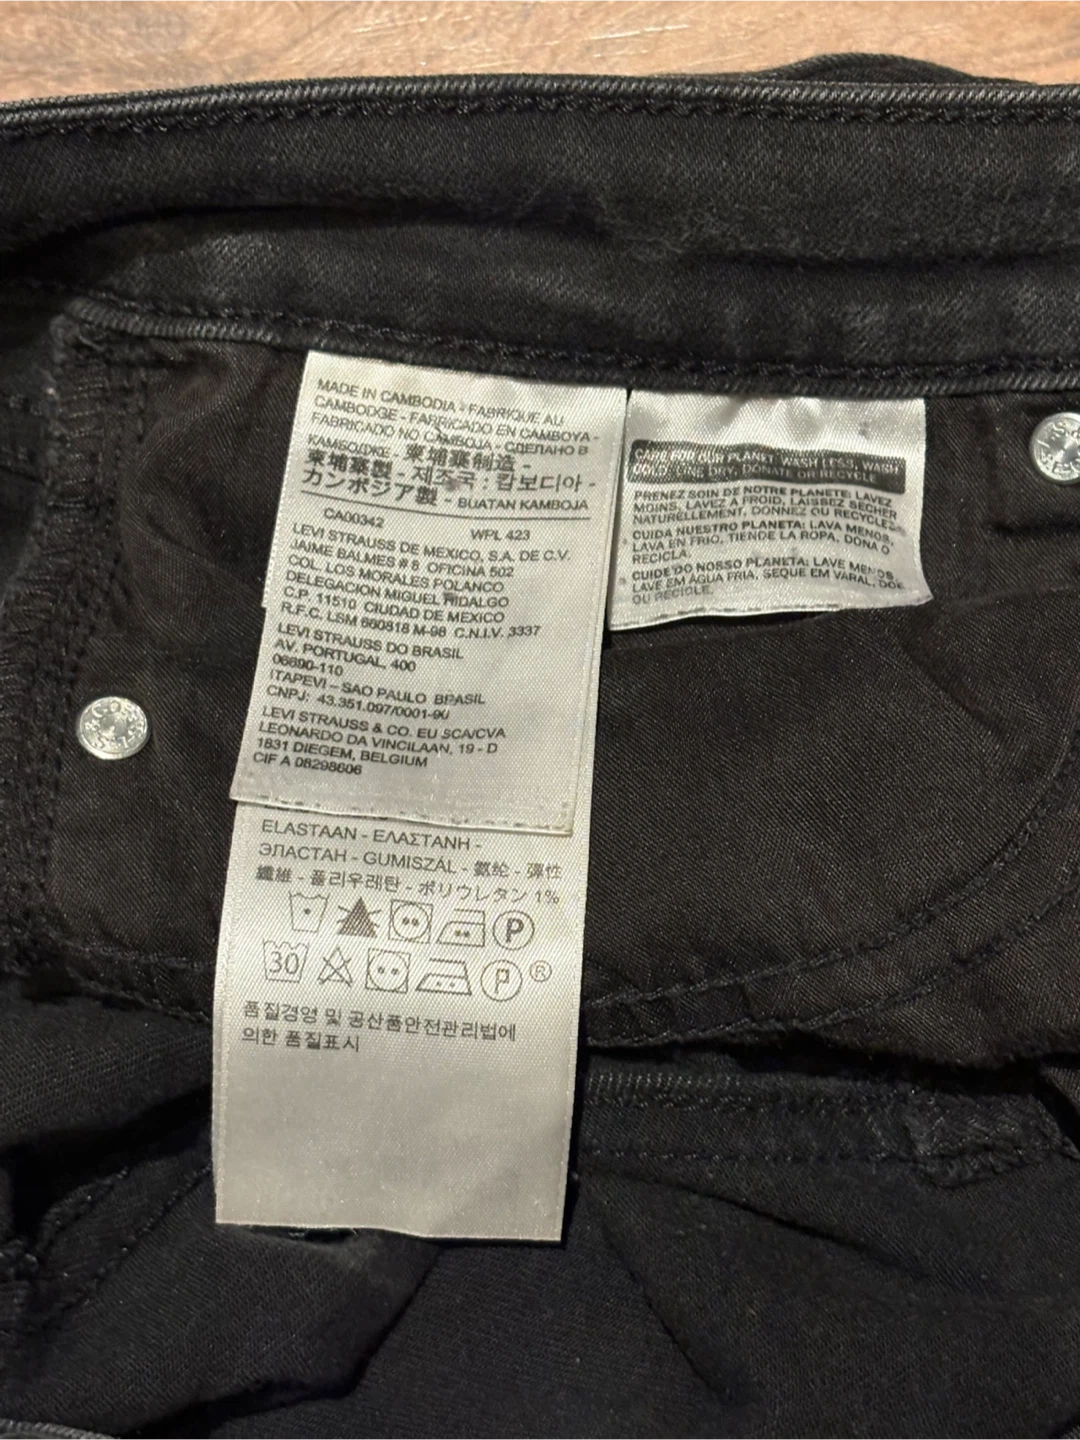 MADE IN CAMBODIA - FABRIQUE AU
CAMBODGE - FABRICADO EN CAMBOYA -
FABRICADO NO CAMBOJA - СДЕЛАНО В
КАМБОДЖЕ - 柬埔寨制造 -
柬埔寨製 - 제조국 : 캄보디아 -
カンボジア製 - BUATAN KAMBOJA
CA00342 WPL 423
LEVI STRAUSS DE MEXICO, S.A. DE C.V.
JAIME BALMES # 8 OFICINA 502
COL. LOS MORALES POLANCO
DELEGACION MIGUEL HIDALGO
C.P. 11510 CIUDAD DE MEXICO
R.F.C. LSM 660818 M-98 C.N.I.V. 3337
LEVI STRAUSS DO BRASIL
AV. PORTUGAL, 400
06690-110
ITAPEVI – SAO PAULO BRASIL
CNPJ: 43.351.097/0001-90
LEVI STRAUSS & CO. EU SCA/CVA
LEONARDO DA VINCILAAN, 19 - D
1831 DIEGEM, BELGIUM
CIF A 08298606
ELASTAAN - ΕΛΑΣΤΑΝΗ -
ЭЛАСТАН - GUMISZÁL - 氨纶 - 彈性
纖維 - 폴리우레탄 - ポリウレタン 1%
P
30 P ®
품질경영 및 공산품안전관리법에
의한 품질표시
CARE FOR OUR PLANET: WASH LESS, WASH
COLD, LINE DRY, DONATE OR RECYCLE
PRENEZ SOIN DE NOTRE PLANETE: LAVEZ
MOINS, LAVEZ A FROID, LAISSEZ SECHER
NATURELLEMENT, DONNEZ OU RECYCLEZ
CUIDA NUESTRO PLANETA: LAVA MENOS,
LAVA EN FRIO, TIENDE LA ROPA, DONA O
RECICLA.
CUIDE DO NOSSO PLANETA: LAVE MENOS,
LAVE EM ÁGUA FRIA, SEQUE EM VARAL, DOE
OU RECICLE.